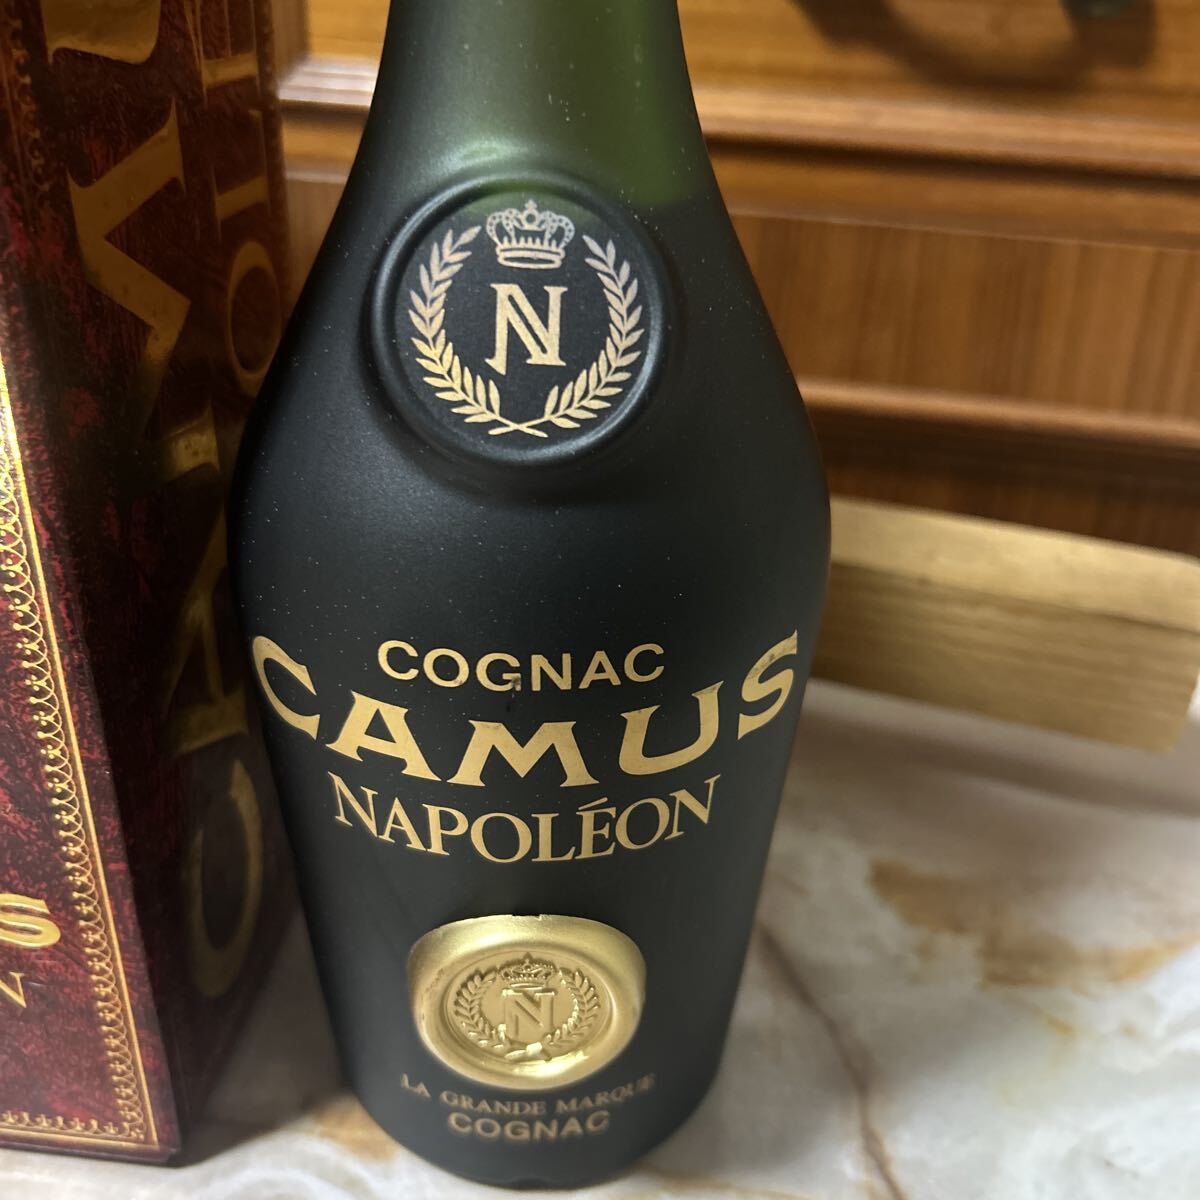 N
COGNAC
CAMUS
NAPOLÉON
N
LA GRANDE MARQUE
COGNAC